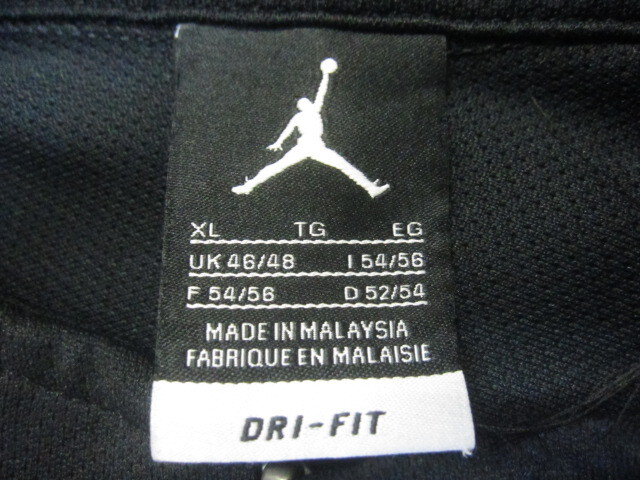 XL TG EG
UK 46/48 I 54/56
F 54/56 D 52/54
MADE IN MALAYSIA
FABRIQUE EN MALAISIE
DRI-FIT